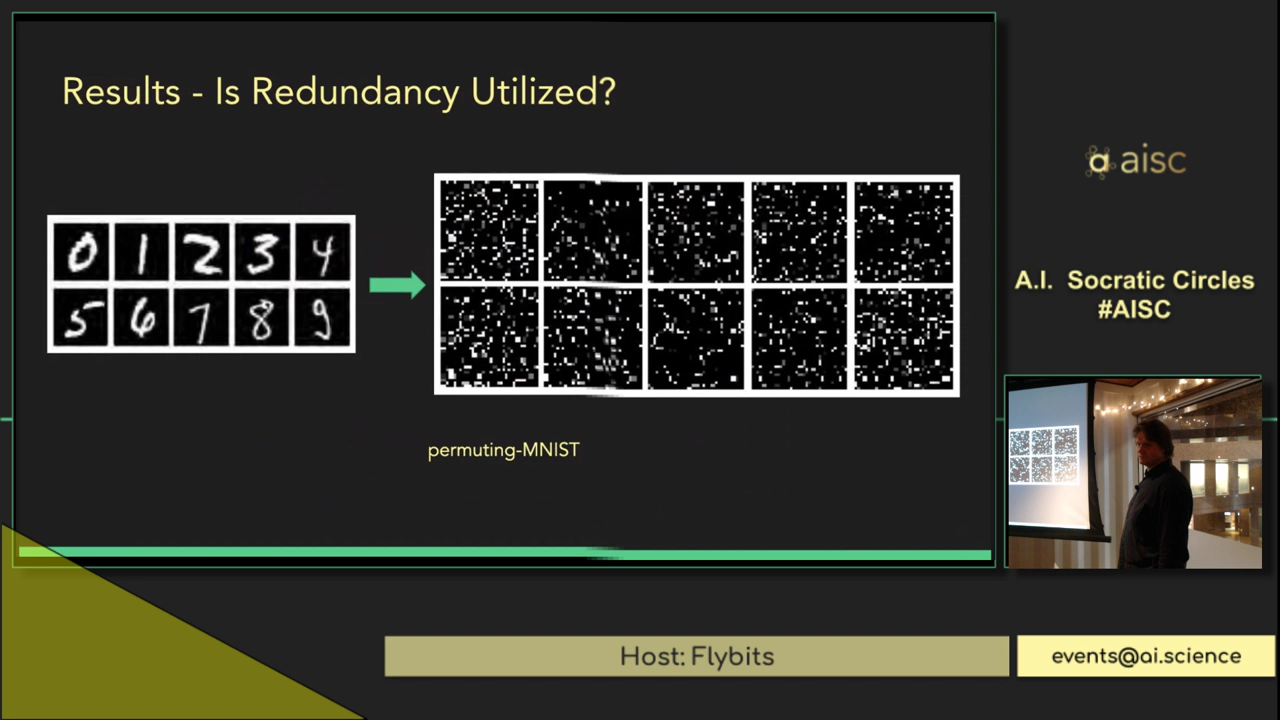 Results - Is Redundancy Utilized?
0 1 2 3 4
5 6 7 8 9
permuting-MNIST
a aisc
A.I. Socratic Circles
#AISC
Host: Flybits
events@ai.science